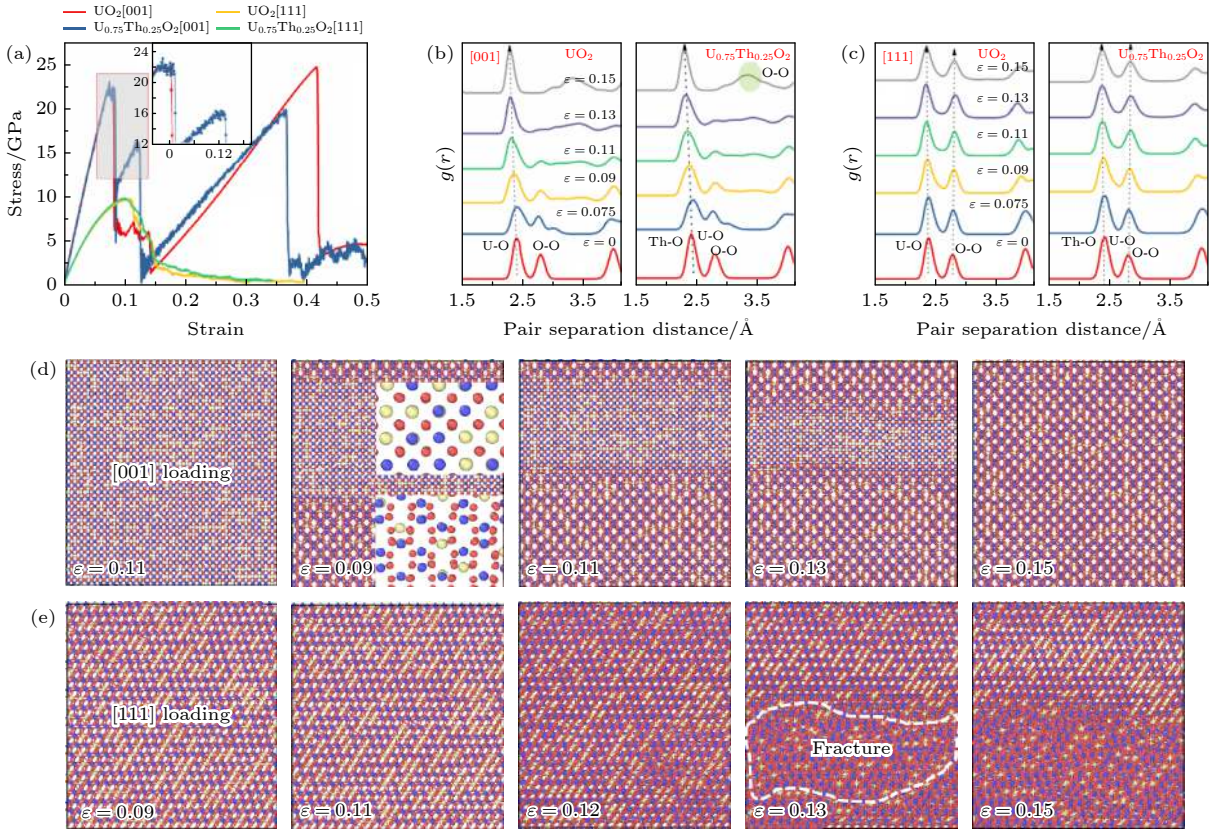 UO₂[001] UO₂[111]
U₀.₇₅Th₀.₂₅O₂[001] U₀.₇₅Th₀.₂₅O₂[111]
(a)
Stress/GPa
25
20
15
10
5
0
0 0.1 0.2 0.3 0.4 0.5
Strain
24
22
20
16
12
0 0.12
(b)
g(r)
[001] UO₂
ε = 0.15
ε = 0.13
ε = 0.11
ε = 0.09
ε = 0.075
ε = 0
U-O O-O
1.5 2.5 3.5
U₀.₇₅Th₀.₂₅O₂
O-O
Th-O U-O
O-O
1.5 2.5 3.5
Pair separation distance/Å
(c)
g(r)
[111] UO₂
ε = 0.15
ε = 0.13
ε = 0.11
ε = 0.09
ε = 0.075
ε = 0
U-O O-O
1.5 2.5 3.5
U₀.₇₅Th₀.₂₅O₂
Th-O U-O
O-O
1.5 2.5 3.5
Pair separation distance/Å
(d)
[001] loading
ε = 0.11
ε = 0.09
ε = 0.11
ε = 0.13
ε = 0.15
(e)
[111] loading
ε = 0.09
ε = 0.11
ε = 0.12
Fracture
ε = 0.13
ε = 0.15